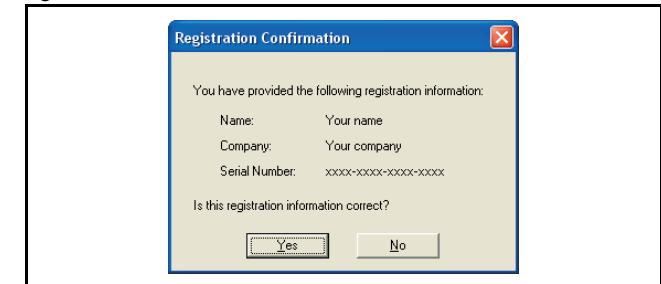 Registration Confirmation
You have provided the following registration information:
Name: Your name
Company: Your company
Serial Number: xxxx-xxxx-xxxx-xxxx
Is this registration information correct?
Yes No